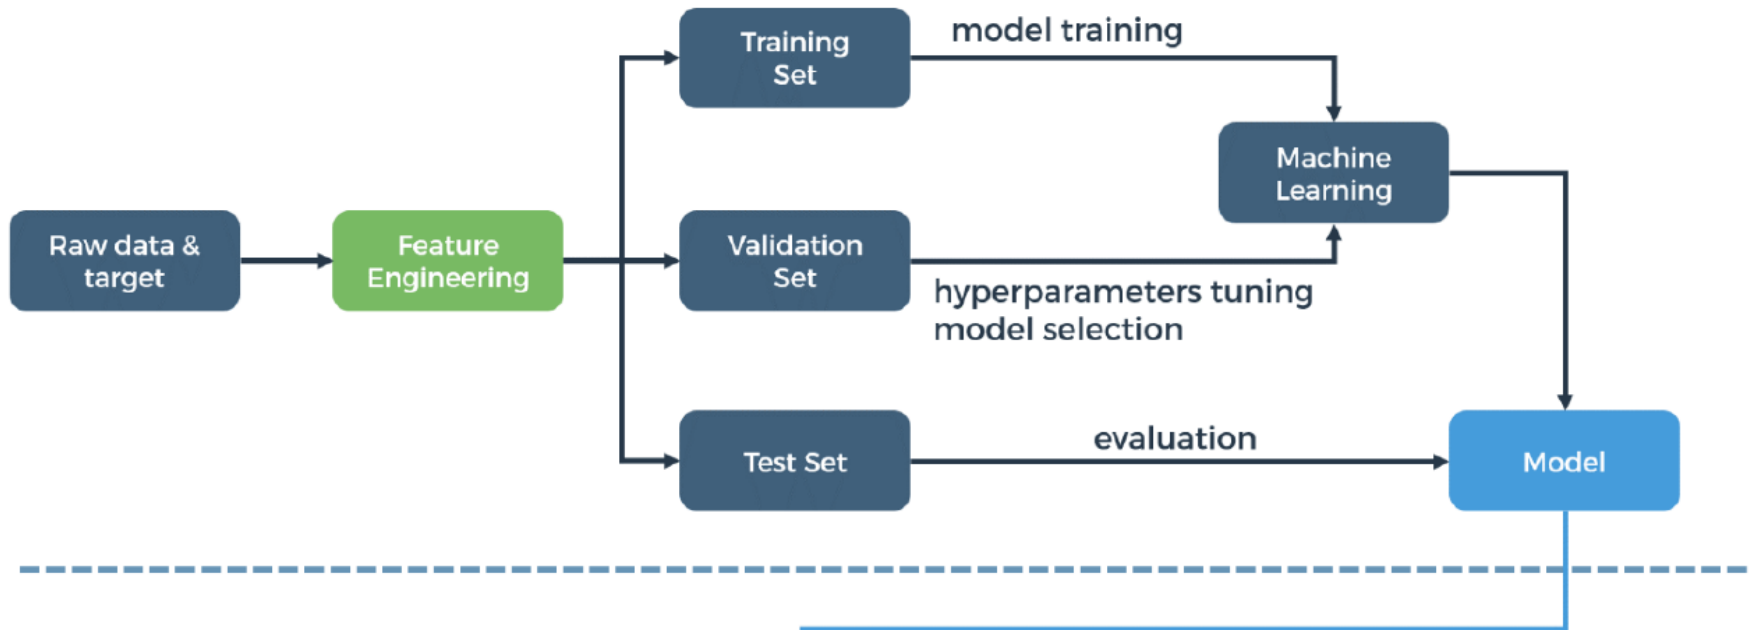 Training
Set
model training
Machine
Learning
Raw data &
target
Feature
Engineering
Validation
Set
hyperparameters tuning
model selection
Test Set
evaluation
Model